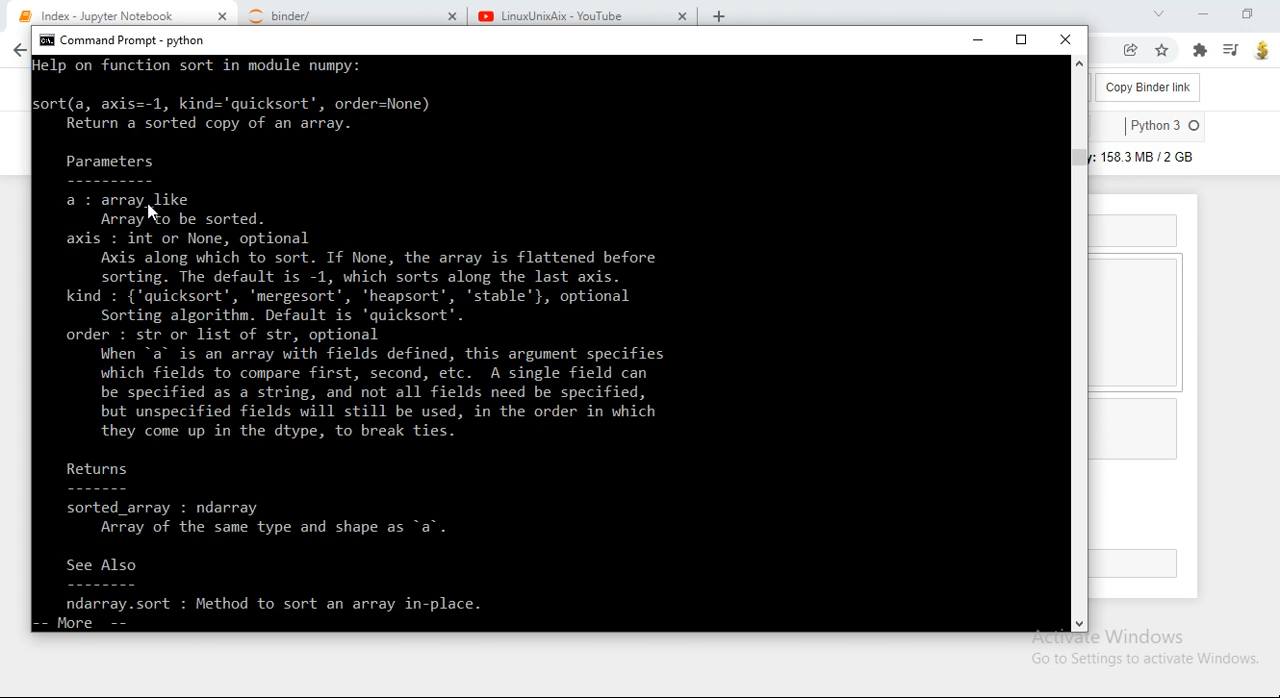 Index - Jupyter Notebook
binder/
LinuxUnixAix - YouTube
Command Prompt - python
Copy Binder link
Python 3
y: 158.3 MB / 2 GB
Help on function sort in module numpy:
sort(a, axis=-1, kind='quicksort', order=None)
Return a sorted copy of an array.
Parameters
----------
a : array_like
Array to be sorted.
axis : int or None, optional
Axis along which to sort. If None, the array is flattened before
sorting. The default is -1, which sorts along the last axis.
kind : {'quicksort', 'mergesort', 'heapsort', 'stable'}, optional
Sorting algorithm. Default is 'quicksort'.
order : str or list of str, optional
When `a` is an array with fields defined, this argument specifies
which fields to compare first, second, etc.  A single field can
be specified as a string, and not all fields need be specified,
but unspecified fields will still be used, in the order in which
they come up in the dtype, to break ties.
Returns
-------
sorted_array : ndarray
Array of the same type and shape as `a`.
See Also
--------
ndarray.sort : Method to sort an array in-place.
-- More  --
Activate Windows
Go to Settings to activate Windows.